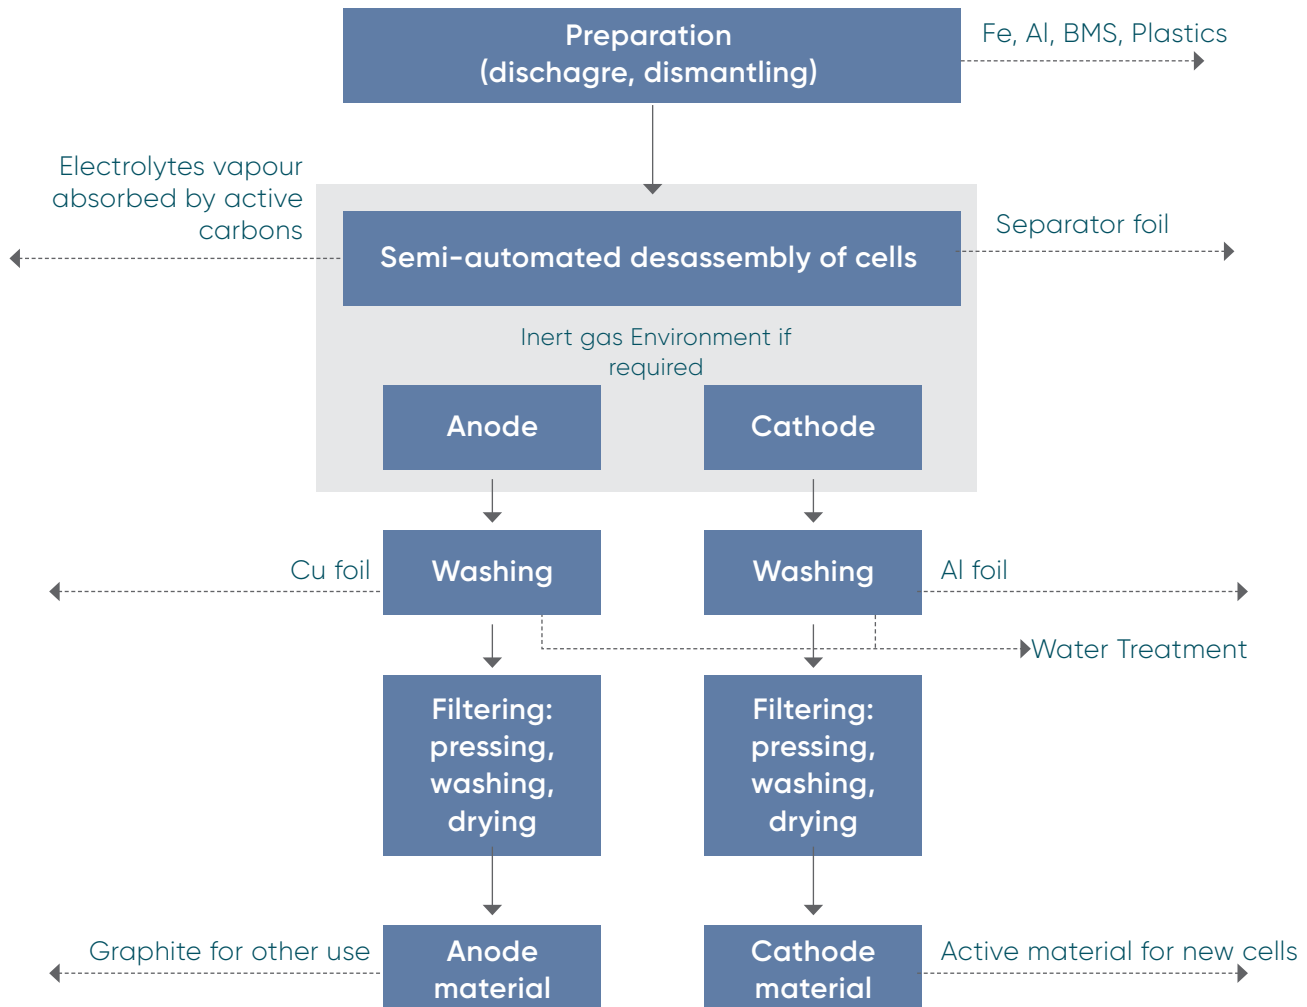 Preparation
(dischagre, dismantling)
Fe, Al, BMS, Plastics
Electrolytes vapour
absorbed by active
carbons
Semi-automated desassembly of cells
Separator foil
Inert gas Environment if
required
Anode
Cathode
Cu foil
Washing
Washing
Al foil
Water Treatment
Filtering:
pressing,
washing,
drying
Filtering:
pressing,
washing,
drying
Graphite for other use
Anode
material
Cathode
material
Active material for new cells